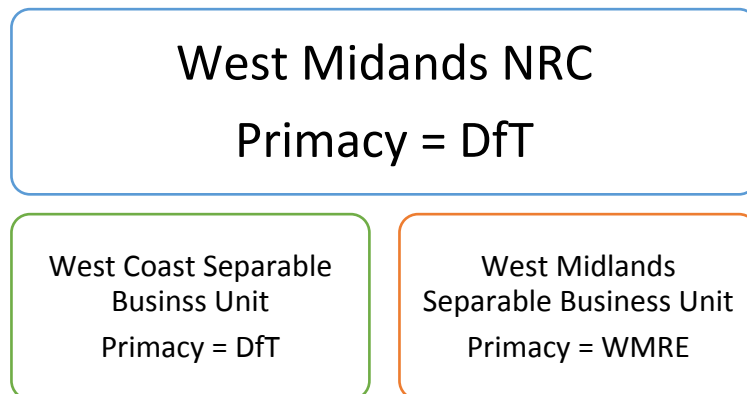 West Midands NRC
Primacy = DfT
West Coast Separable
Businss Unit
Primacy = DfT
West Midlands
Separable Business Unit
Primacy = WMRE